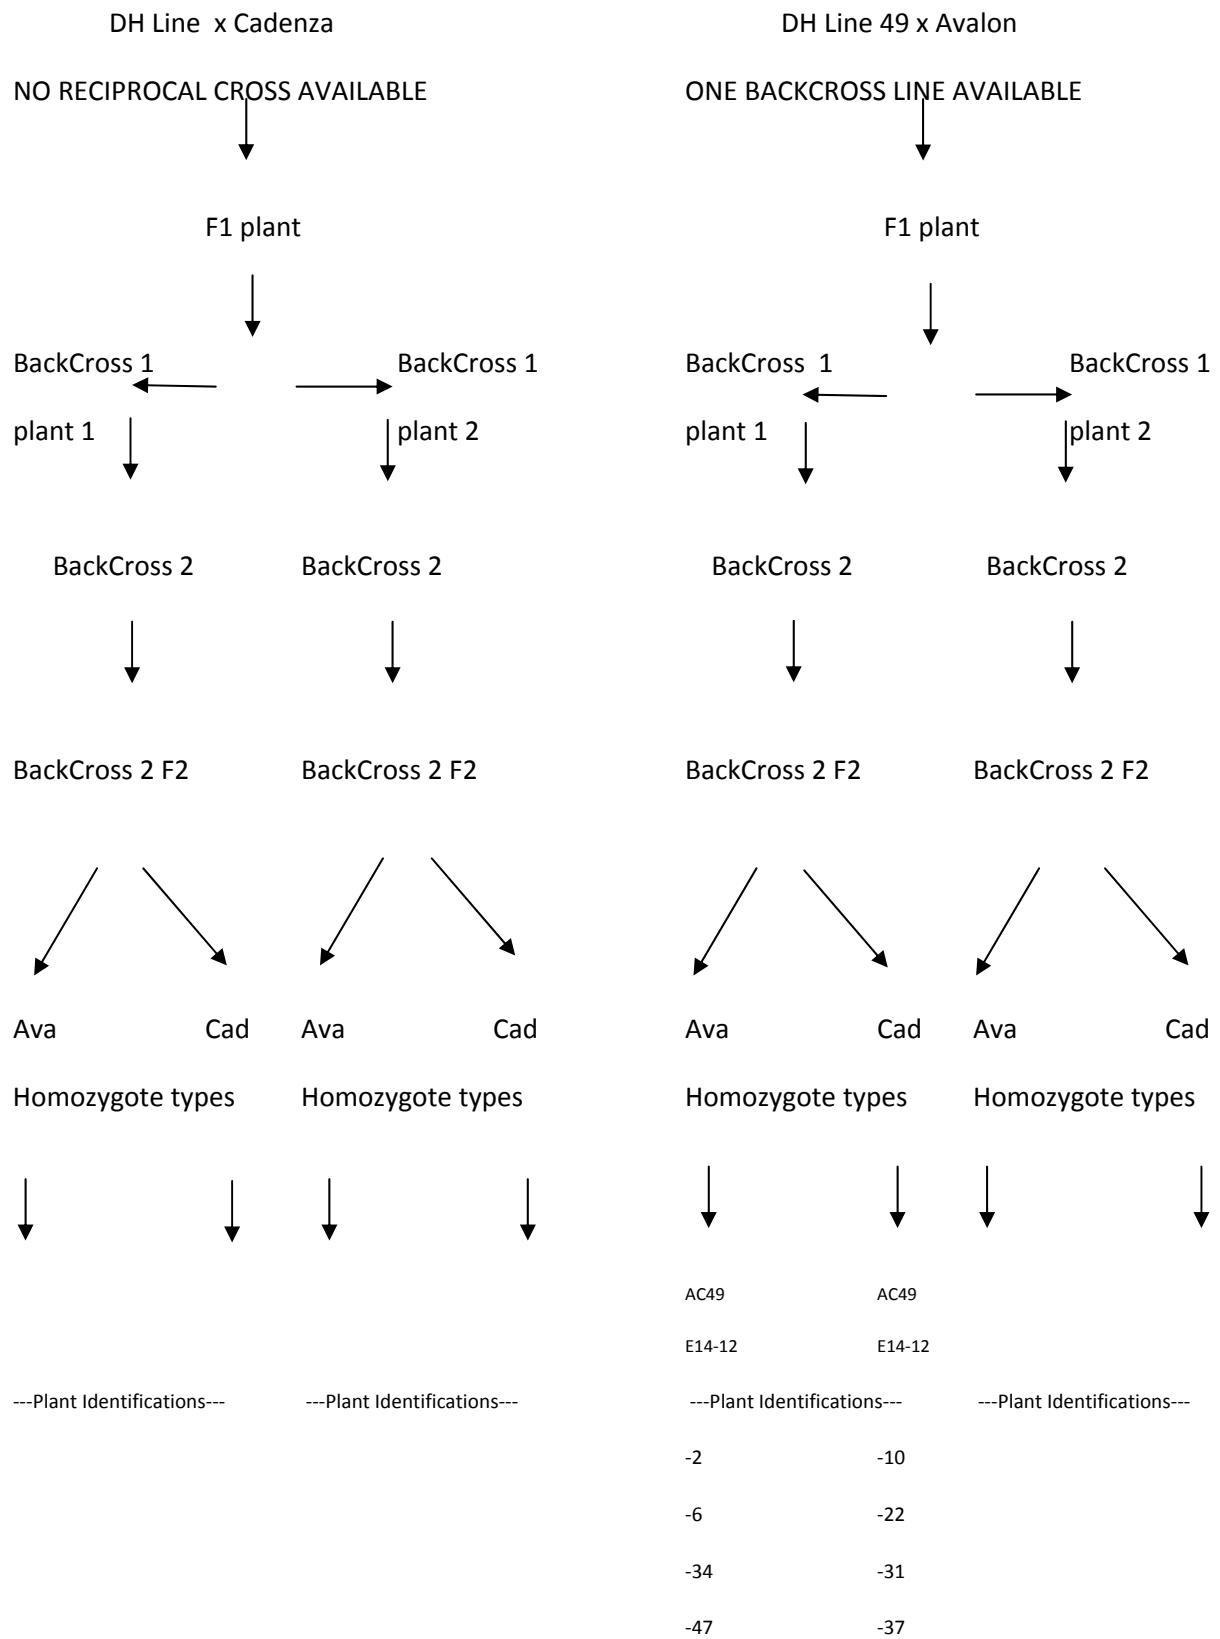 DH Line  x Cadenza
DH Line 49 x Avalon
NO RECIPROCAL CROSS AVAILABLE
ONE BACKCROSS LINE AVAILABLE
F1 plant
F1 plant
BackCross 1
BackCross 1
BackCross  1
BackCross 1
plant 1
plant 2
plant 1
plant 2
BackCross 2
BackCross 2
BackCross 2
BackCross 2
BackCross 2 F2
BackCross 2 F2
BackCross 2 F2
BackCross 2 F2
Ava
Cad
Ava
Cad
Ava
Cad
Ava
Cad
Homozygote types
Homozygote types
Homozygote types
Homozygote types
AC49
AC49
E14-12
E14-12
---Plant Identifications---
---Plant Identifications---
---Plant Identifications---
---Plant Identifications---
-2
-10
-6
-22
-34
-31
-47
-37